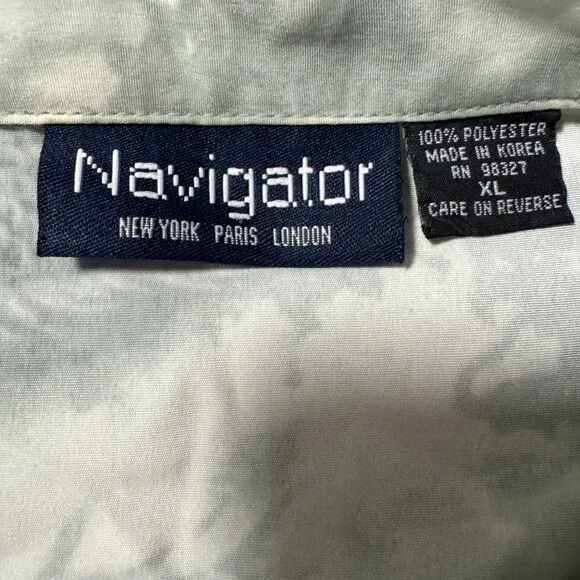 Navigator
NEW YORK PARIS LONDON
100% POLYESTER
MADE IN KOREA
RN 98327
XL
CARE ON REVERSE